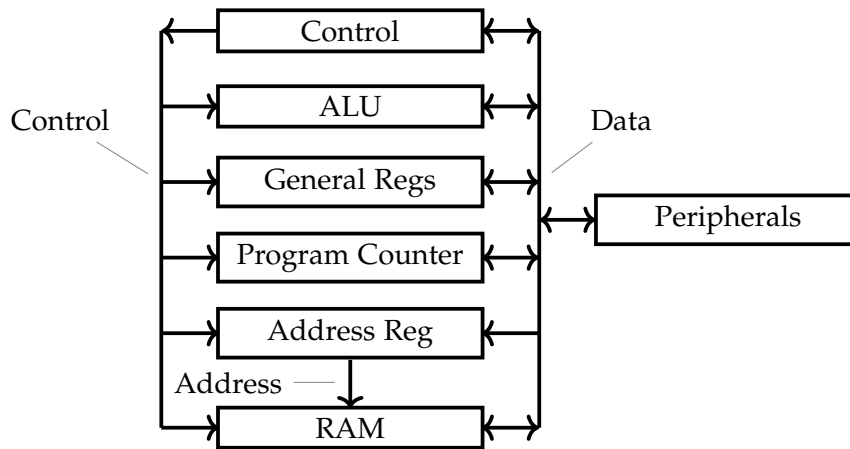 Control
ALU
Control
Data
General Regs
Peripherals
Program Counter
Address Reg
Address
RAM